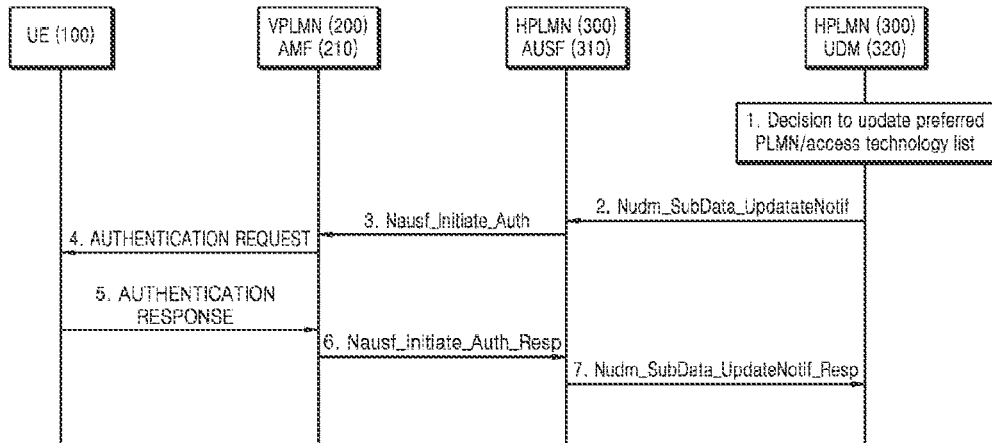 UE (100)
VPLMN (200)
AMF (210)
HPLMN (300)
AUSF (310)
HPLMN (300)
UDM (320)
1. Decision to update preferred
PLMN/access technology list
2. Nudm_SubData_UpdatateNotif
3. Nausf_Initiate_Auth
4. AUTHENTICATION REQUEST
5. AUTHENTICATION
RESPONSE
6. Nausf_Initiate_Auth_Resp
7. Nudm_SubData_UpdateNotif_Resp